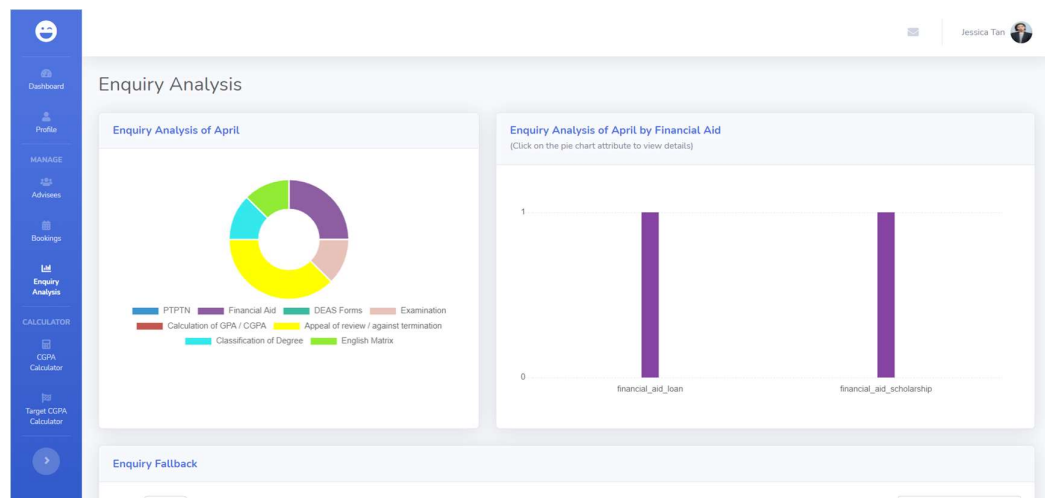 Jessica Tan
Dashboard
Profile
MANAGE
Advisees
Bookings
Enquiry
Analysis
CALCULATOR
CGPA
Calculator
Target CGPA
Calculator
Enquiry Analysis
Enquiry Analysis of April
PTPTN Financial Aid DEAS Forms Examination
Calculation of GPA / CGPA Appeal of review / against termination
Classification of Degree English Matrix
Enquiry Analysis of April by Financial Aid
(Click on the pie chart attribute to view details)
1
0
financial_aid_loan financial_aid_scholarship
Enquiry Fallback